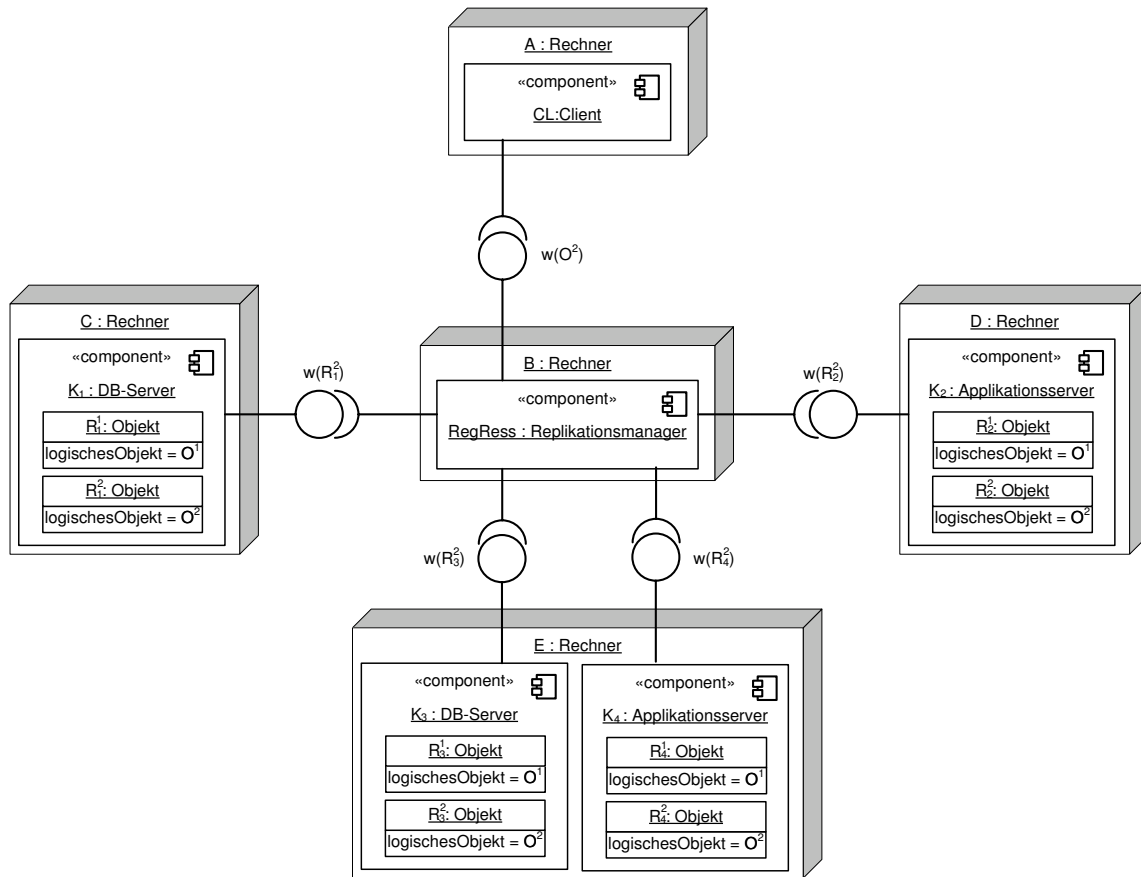 A : Rechner
«component»
CL:Client
w(O²)
C : Rechner
«component»
K₁ : DB-Server
R¹₁: Objekt
logischesObjekt = O¹
R²₁: Objekt
logischesObjekt = O²
w(R²₁)
B : Rechner
«component»
RegRess : Replikationsmanager
w(R²₂)
D : Rechner
«component»
K₂ : Applikationsserver
R¹₂: Objekt
logischesObjekt = O¹
R²₂: Objekt
logischesObjekt = O²
w(R²₃)
w(R²₄)
E : Rechner
«component»
K₃ : DB-Server
R¹₃: Objekt
logischesObjekt = O¹
R²₃: Objekt
logischesObjekt = O²
«component»
K₄ : Applikationsserver
R¹₄: Objekt
logischesObjekt = O¹
R²₄: Objekt
logischesObjekt = O²